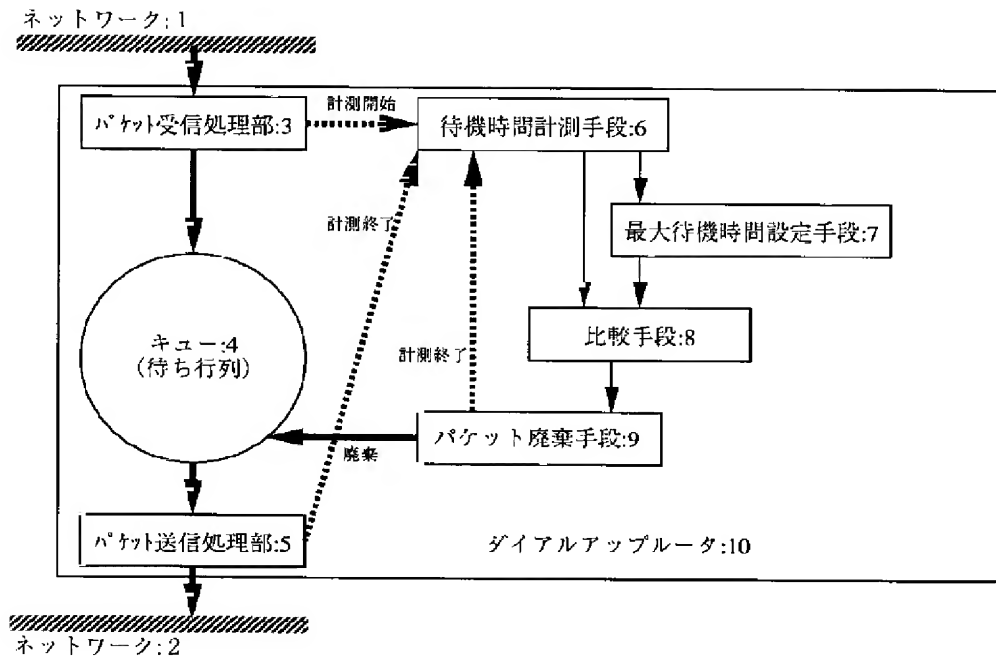 ネットワーク:1
パケット受信処理部:3
計測開始
待機時間計測手段:6
計測終了
最大待機時間設定手段:7
キュー:4
(待ち行列)
計測終了
比較手段:8
パケット廃棄手段:9
廃棄
パケット送信処理部:5
ダイアルアップルータ:10
ネットワーク:2